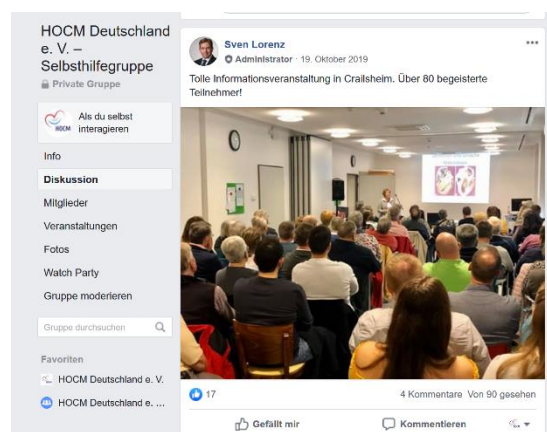 HOCM Deutschland
e. V. –
Selbsthilfegruppe
Private Gruppe
Als du selbst
interagieren
HOCM
Info
Diskussion
Mitglieder
Veranstaltungen
Fotos
Watch Party
Gruppe moderieren
Gruppe durchsuchen
Favoriten
HOCM Deutschland e. V.
HOCM Deutschland e. ...
Sven Lorenz
Administrator · 19. Oktober 2019
Tolle Informationsveranstaltung in Crailsheim. Über 80 begeisterte
Teilnehmer!
17
4 Kommentare Von 90 gesehen
Gefällt mir
Kommentieren